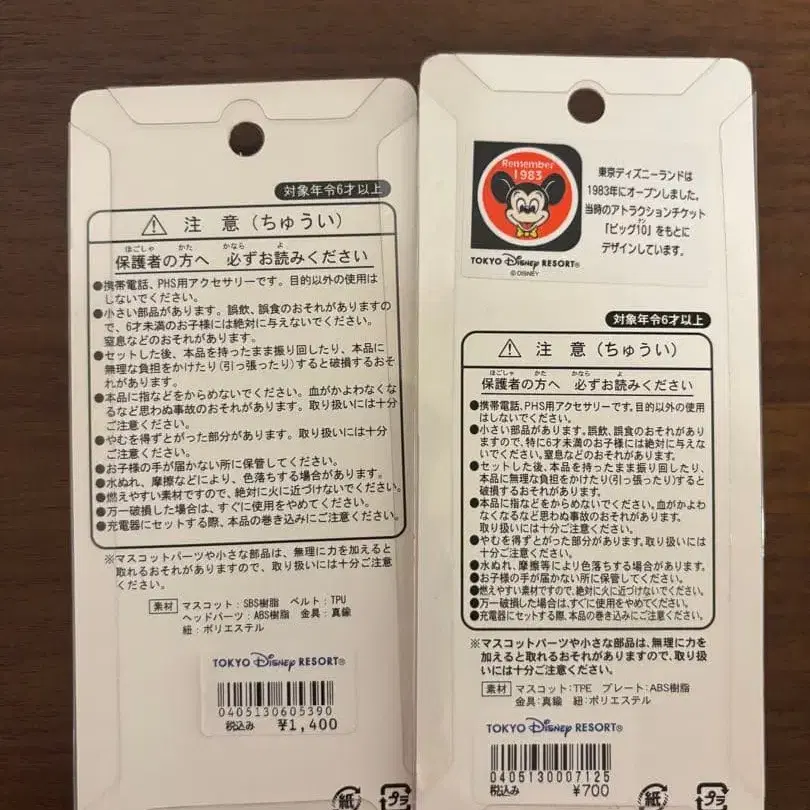 対象年令6才以上
注 意 (ちゅうい)
ほごしゃ かた かなら よ
保護者の方へ 必ずお読みください
●携帯電話、PHS用アクセサリーです。目的以外の使用は
しないでください。
●小さい部品があります。誤飲、誤食のおそれがありますの
で、6才未満のお子様には絶対に与えないでください。
窒息などのおそれがあります。
●セットした後、本品を持ったまま振り回したり、本品に
無理な負担をかけたり(引っ張ったり)すると破損するおそ
れがあります。
●本品に指などをからめないでください。血がかよわなくな
るなど思わぬ事故のおそれがあります。取り扱いには十分
ご注意ください。
●やむを得ずとがった部分があります。取り扱いには十分
ご注意ください。
●お子様の手が届かない所に保管してください。
●水ぬれ、摩擦などにより、色落ちする場合があります。
●燃えやすい素材ですので、絶対に火に近づけないでください。
●万一破損した場合は、すぐに使用をやめてください。
●充電器にセットする際、本品の巻き込みにご注意ください。
※マスコットパーツや小さな部品は、無理に力を加えると
取れるおそれがありますので、取り扱いには十分ご注意
ください。
素材 マスコット:SBS樹脂 ベルト:TPU
ヘッドパーツ:ABS樹脂 金具:真鍮
紐:ポリエステル
TOKYO Disney RESORT®
0405130605390
税込み ¥1,400
紙 プラ
Remember
1983
TOKYO Disney RESORT®
©DISNEY
東京ディズニーランドは
1983年にオープンしました。
当時のアトラクションチケット
テン
「ビッグ10」をもとに
デザインしています。
対象年令6才以上
注 意 (ちゅうい)
ほごしゃ かた かなら よ
保護者の方へ 必ずお読みください
●携帯電話、PHS用アクセサリーです。目的以外の使用
はしないでください。
●小さい部品があります。誤飲、誤食のおそれがあり
ますので、特に6才未満のお子様には絶対に与えな
いでください。窒息などのおそれがあります。
●セットした後、本品を持ったまま振り回したり、
本品に無理な負担をかけたり(引っ張ったり)すると
破損するおそれがあります。
●本品に指などをからめないでください。血がかよわ
なくなるなど思わぬ事故のおそれがあります。
取り扱いには十分ご注意ください。
●やむを得ずとがった部分があります。取り扱いには
十分ご注意ください。
●水ぬれ、摩擦等により色落ちする場合があります。
●お子様の手が届かない所に保管してください。
●燃えやすい素材ですので、絶対に火に近づけないでください。
●万一破損した場合は、すぐに使用をやめてください。
●充電器にセットする際、本品の巻き込みにご注意ください。
※マスコットパーツや小さな部品は、無理に力を
加えると取れるおそれがありますので、取り扱
いには十分ご注意ください。
素材 マスコット:TPE プレート:ABS樹脂
金具:真鍮 紐:ポリエステル
TOKYO Disney RESORT®
0405130007125
税込み ¥700
紙 プラ